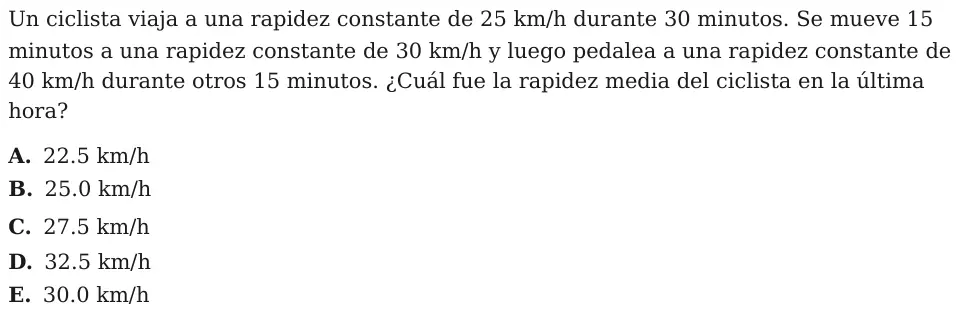 Un ciclista viaja a una rapidez constante de 25 km/h durante 30 minutos. Se mueve 15
minutos a una rapidez constante de 30 km/h y luego pedalea a una rapidez constante de
40 km/h durante otros 15 minutos. ¿Cuál fue la rapidez media del ciclista en la última
hora?
A. 22.5 km/h
B. 25.0 km/h
C. 27.5 km/h
D. 32.5 km/h
E. 30.0 km/h